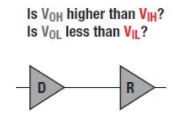 Is VOH higher than VIH?
Is VOL less than VIL?
D R